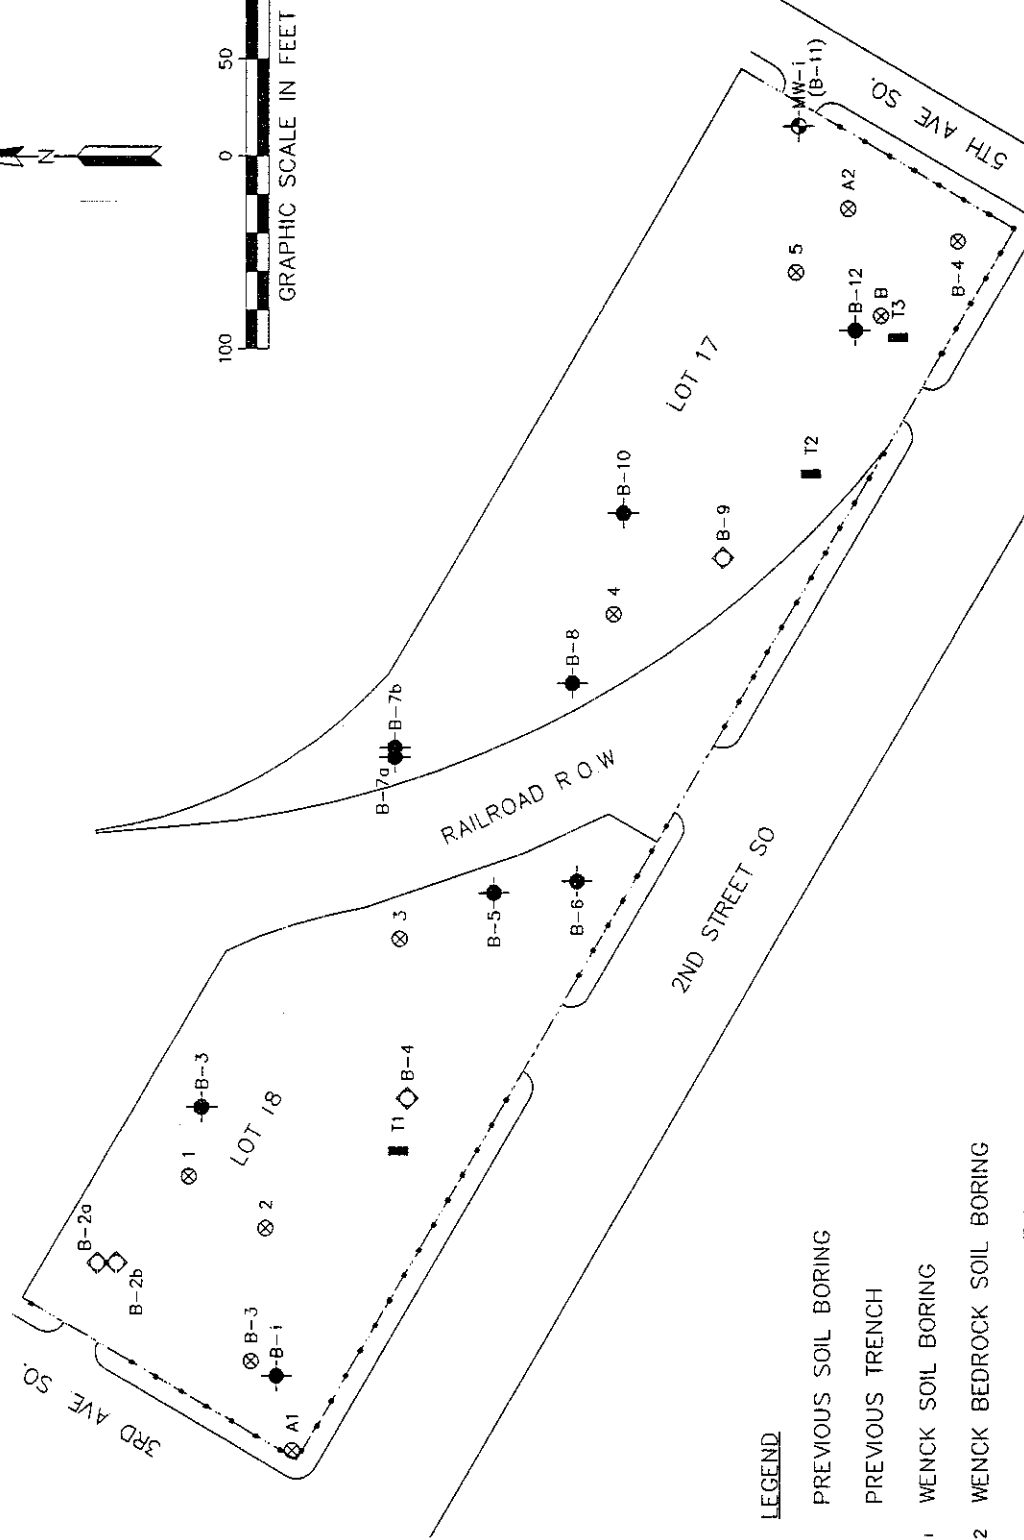 N
100
0
50
GRAPHIC SCALE IN FEET
3RD AVE SO.
B-2a
B-2b
B-3
B-1
A1
1
2
B-3
LOT 18
T1
B-4
3
B-5
B-6
RAILROAD R O W
B-7a
B-7b
B-8
4
B-10
B-9
LOT 17
T2
5
B-12
B
T3
A2
B-4
MW-1
(B-11)
5TH AVE SO.
2ND STREET SO
LEGEND
PREVIOUS SOIL BORING
PREVIOUS TRENCH
WENCK SOIL BORING
2 WENCK BEDROCK SOIL BORING